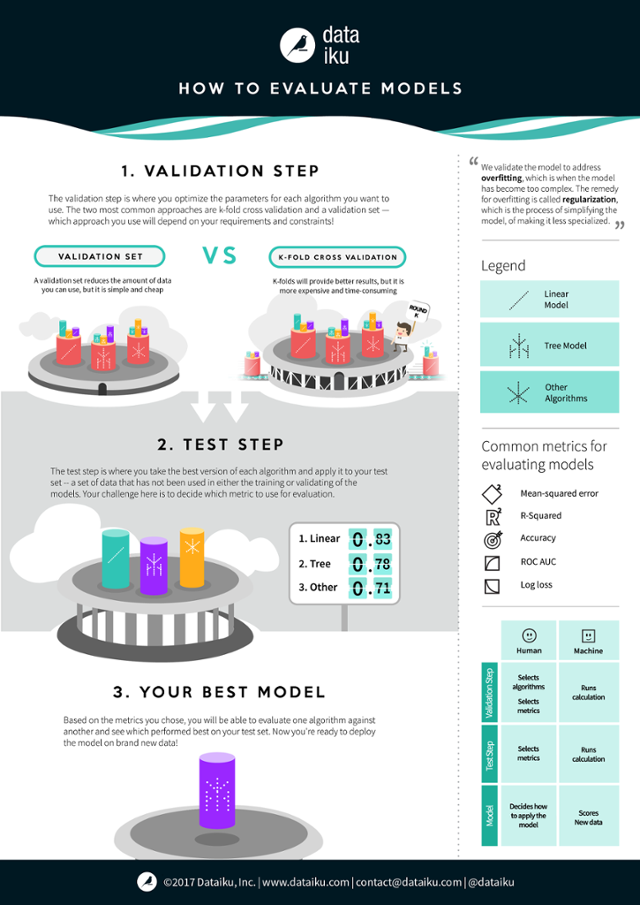 data
iku
HOW TO EVALUATE MODELS
1. VALIDATION STEP
The validation step is where you optimize the parameters for each algorithm you want to
use. The two most common approaches are k-fold cross validation and a validation set —
which approach you use will depend on your requirements and constraints!
VALIDATION SET
VS
K-FOLD CROSS VALIDATION
A validation set reduces the amount of data
you can use, but it is simple and cheap
K-folds will provide better results, but it is
more expensive and time-consuming
ROUND
K
2. TEST STEP
The test step is where you take the best version of each algorithm and apply it to your test
set -- a set of data that has not been used in either the training or validating of the
models. Your challenge here is to decide which metric to use for evaluation.
1. Linear 0.83
2. Tree 0.78
3. Other 0.71
3. YOUR BEST MODEL
Based on the metrics you chose, you will be able to evaluate one algorithm against
another and see which performed best on your test set. Now you're ready to deploy
the model on brand new data!
“ We validate the model to address
overfitting, which is when the model
has become too complex. The remedy
for overfitting is called regularization,
which is the process of simplifying the
model, of making it less specialized. ”
Legend
Linear
Model
Tree Model
Other
Algorithms
Common metrics for
evaluating models
2 Mean-squared error
R2 R-Squared
Accuracy
ROC AUC
Log loss
Human
Machine
Validation Step
Selects
algorithms
Selects
metrics
Runs
calculation
Test Step
Selects
metrics
Runs
calculation
Model
Decides how
to apply the
model
Scores
New data
©2017 Dataiku, Inc. | www.dataiku.com | contact@dataiku.com | @dataiku